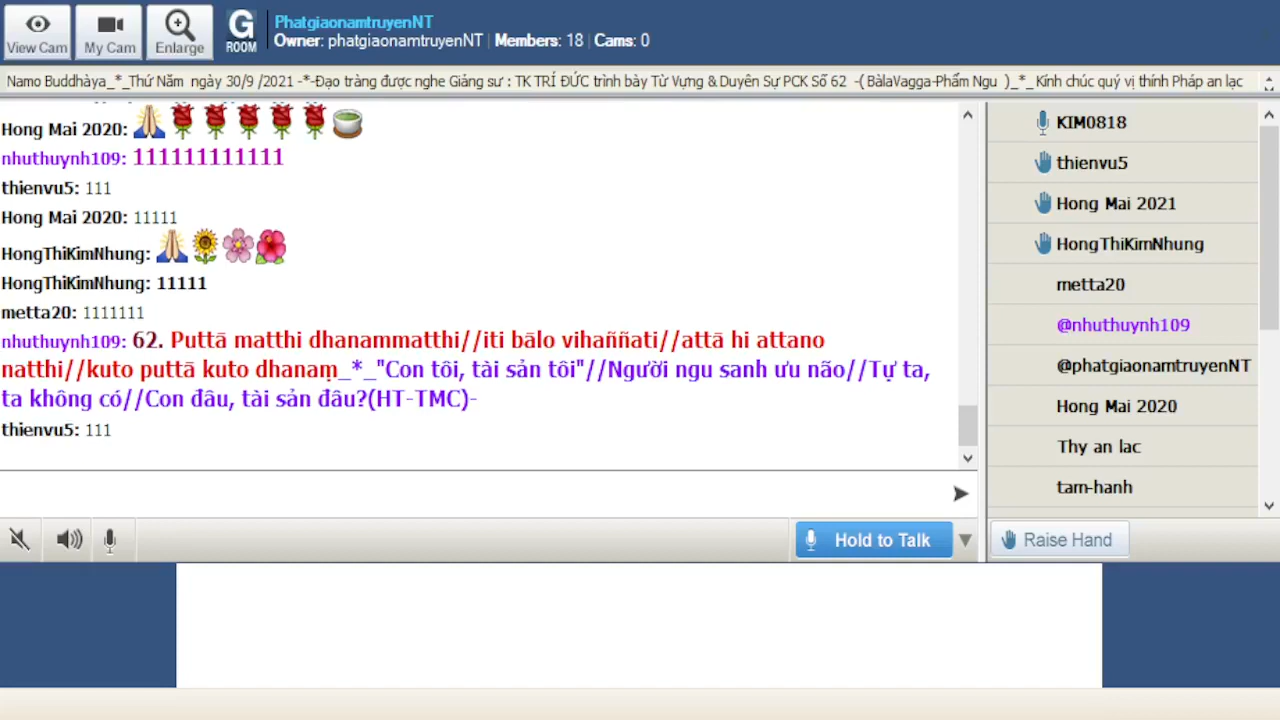 View Cam
My Cam
Enlarge
G
ROOM
PhatgiaonamtruyenNT
Owner: phatgiaonamtruyenNT | Members: 18 | Cams: 0
Namo Buddhàya_*_Thứ Năm ngày 30/9 /2021 -*-Đạo tràng được nghe Giảng sư : TK TRÍ ĐỨC trình bày Từ Vựng & Duyên Sự PCK Số 62 -( BàlaVagga-Phẩm Ngu )_*_Kính chúc quý vị thính Pháp an lạc
Hong Mai 2020:
nhuthuynh109: 111111111111
thienvu5: 111
Hong Mai 2020: 11111
HongThiKimNhung:
HongThiKimNhung: 11111
metta20: 1111111
nhuthuynh109: 62. Puttā matthi dhanammatthi//iti bālo vihaññati//attā hi attano
natthi//kuto puttā kuto dhanaṃ_*_"Con tôi, tài sản tôi"//Người ngu sanh ưu não//Tự ta,
ta không có//Con đâu, tài sản đâu?(HT-TMC)-
thienvu5: 111
KIM0818
thienvu5
Hong Mai 2021
HongThiKimNhung
metta20
@nhuthuynh109
@phatgiaonamtruyenNT
Hong Mai 2020
Thy an lac
tam-hanh
Hold to Talk
Raise Hand